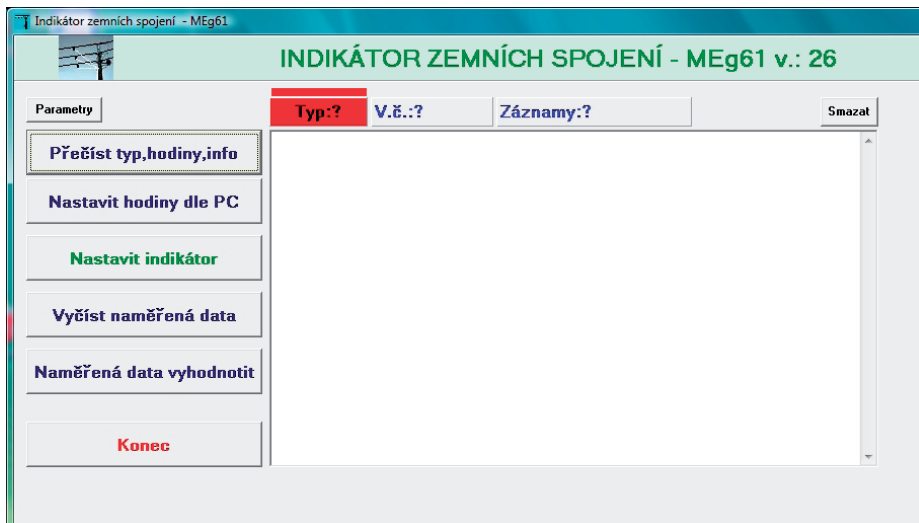 Indikátor zemních spojení - MEg61
INDIKÁTOR ZEMNÍCH SPOJENÍ - MEg61 v.: 26
Parametry
Typ:?
V.č.:?
Záznamy:?
Smazat
Přečíst typ,hodiny,info
Nastavit hodiny dle PC
Nastavit indikátor
Vyčíst naměřená data
Naměřená data vyhodnotit
Konec